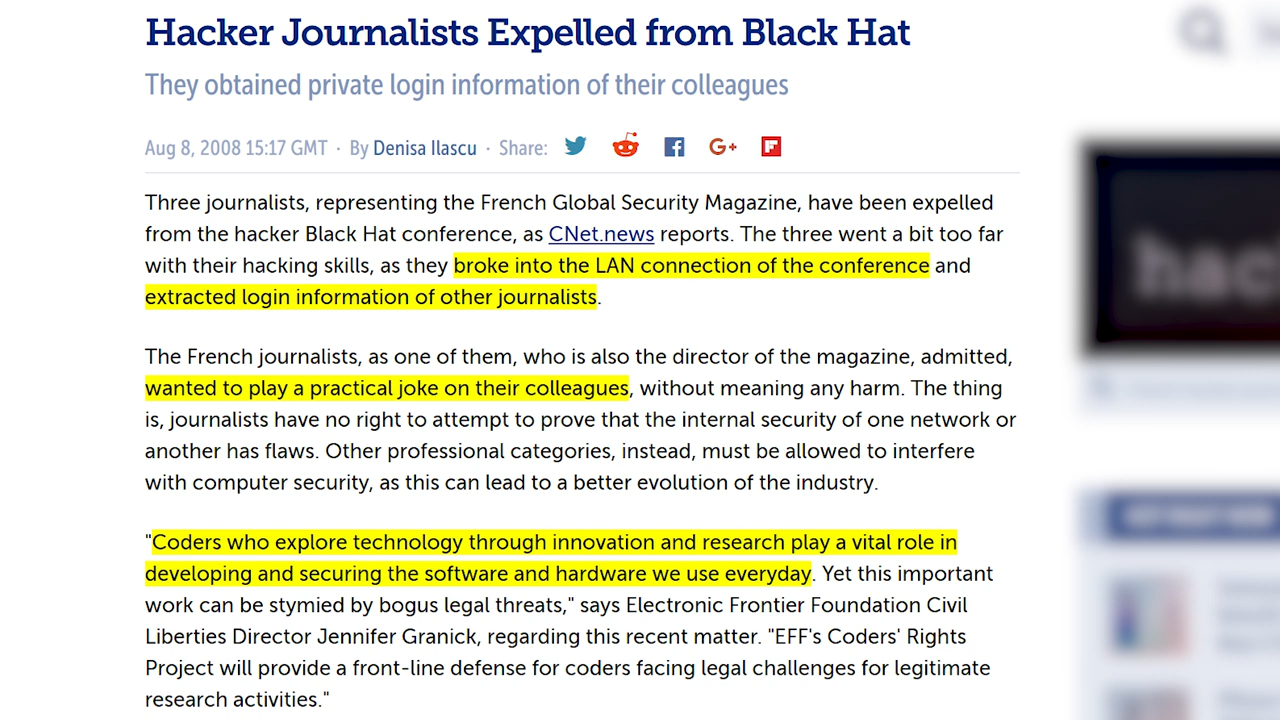 Hacker Journalists Expelled from Black Hat
They obtained private login information of their colleagues
Aug 8, 2008 15:17 GMT · By Denisa Ilascu · Share:
G+
Three journalists, representing the French Global Security Magazine, have been expelled
from the hacker Black Hat conference, as CNet.news reports. The three went a bit too far
with their hacking skills, as they broke into the LAN connection of the conference and
extracted login information of other journalists.
The French journalists, as one of them, who is also the director of the magazine, admitted,
wanted to play a practical joke on their colleagues, without meaning any harm. The thing
is, journalists have no right to attempt to prove that the internal security of one network or
another has flaws. Other professional categories, instead, must be allowed to interfere
with computer security, as this can lead to a better evolution of the industry.
"Coders who explore technology through innovation and research play a vital role in
developing and securing the software and hardware we use everyday. Yet this important
work can be stymied by bogus legal threats," says Electronic Frontier Foundation Civil
Liberties Director Jennifer Granick, regarding this recent matter. "EFF's Coders' Rights
Project will provide a front-line defense for coders facing legal challenges for legitimate
research activities."